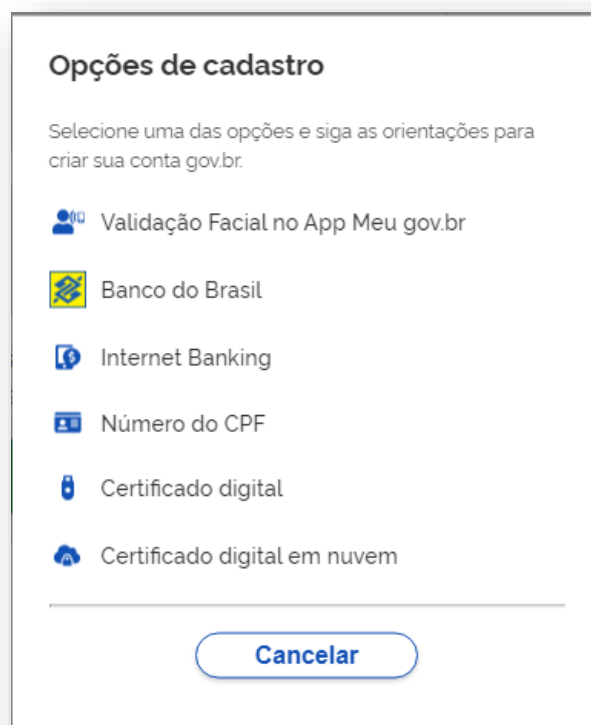 Opções de cadastro
Selecione uma das opções e siga as orientações para
criar sua conta gov.br.
Validação Facial no App Meu gov.br
Banco do Brasil
Internet Banking
Número do CPF
Certificado digital
Certificado digital em nuvem
Cancelar